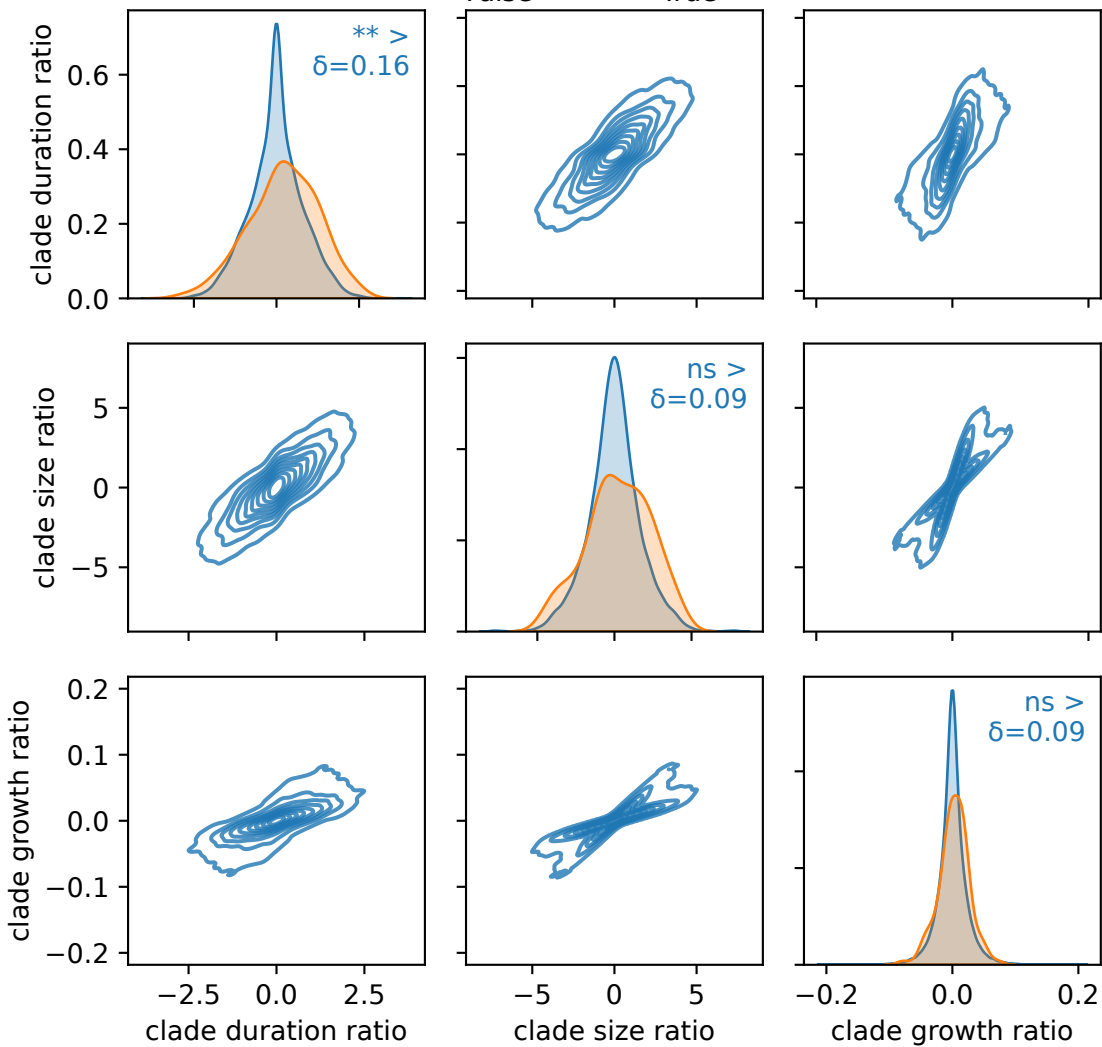 False True
clade duration ratio
0.6
0.4
0.2
0.0
** >
δ=0.16
clade size ratio
5
0
−5
ns >
δ=0.09
clade growth ratio
0.2
0.1
0.0
−0.1
−0.2
ns >
δ=0.09
−2.5 0.0 2.5
−5 0 5
−0.2 0.0 0.2
clade duration ratio
clade size ratio
clade growth ratio